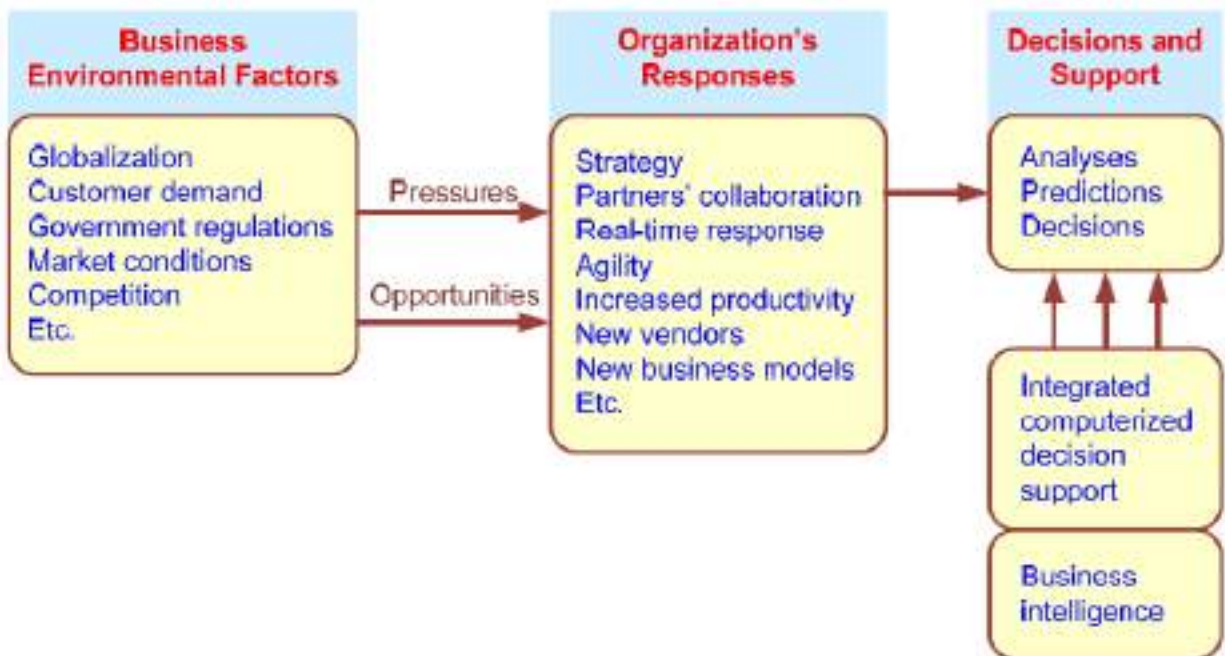 Business
Environmental Factors
Globalization
Customer demand
Government regulations
Market conditions
Competition
Etc.
Pressures
Opportunities
Organization's
Responses
Strategy
Partners' collaboration
Real-time response
Agility
Increased productivity
New vendors
New business models
Etc.
Decisions and
Support
Analyses
Predictions
Decisions
Integrated
computerized
decision
support
Business
intelligence